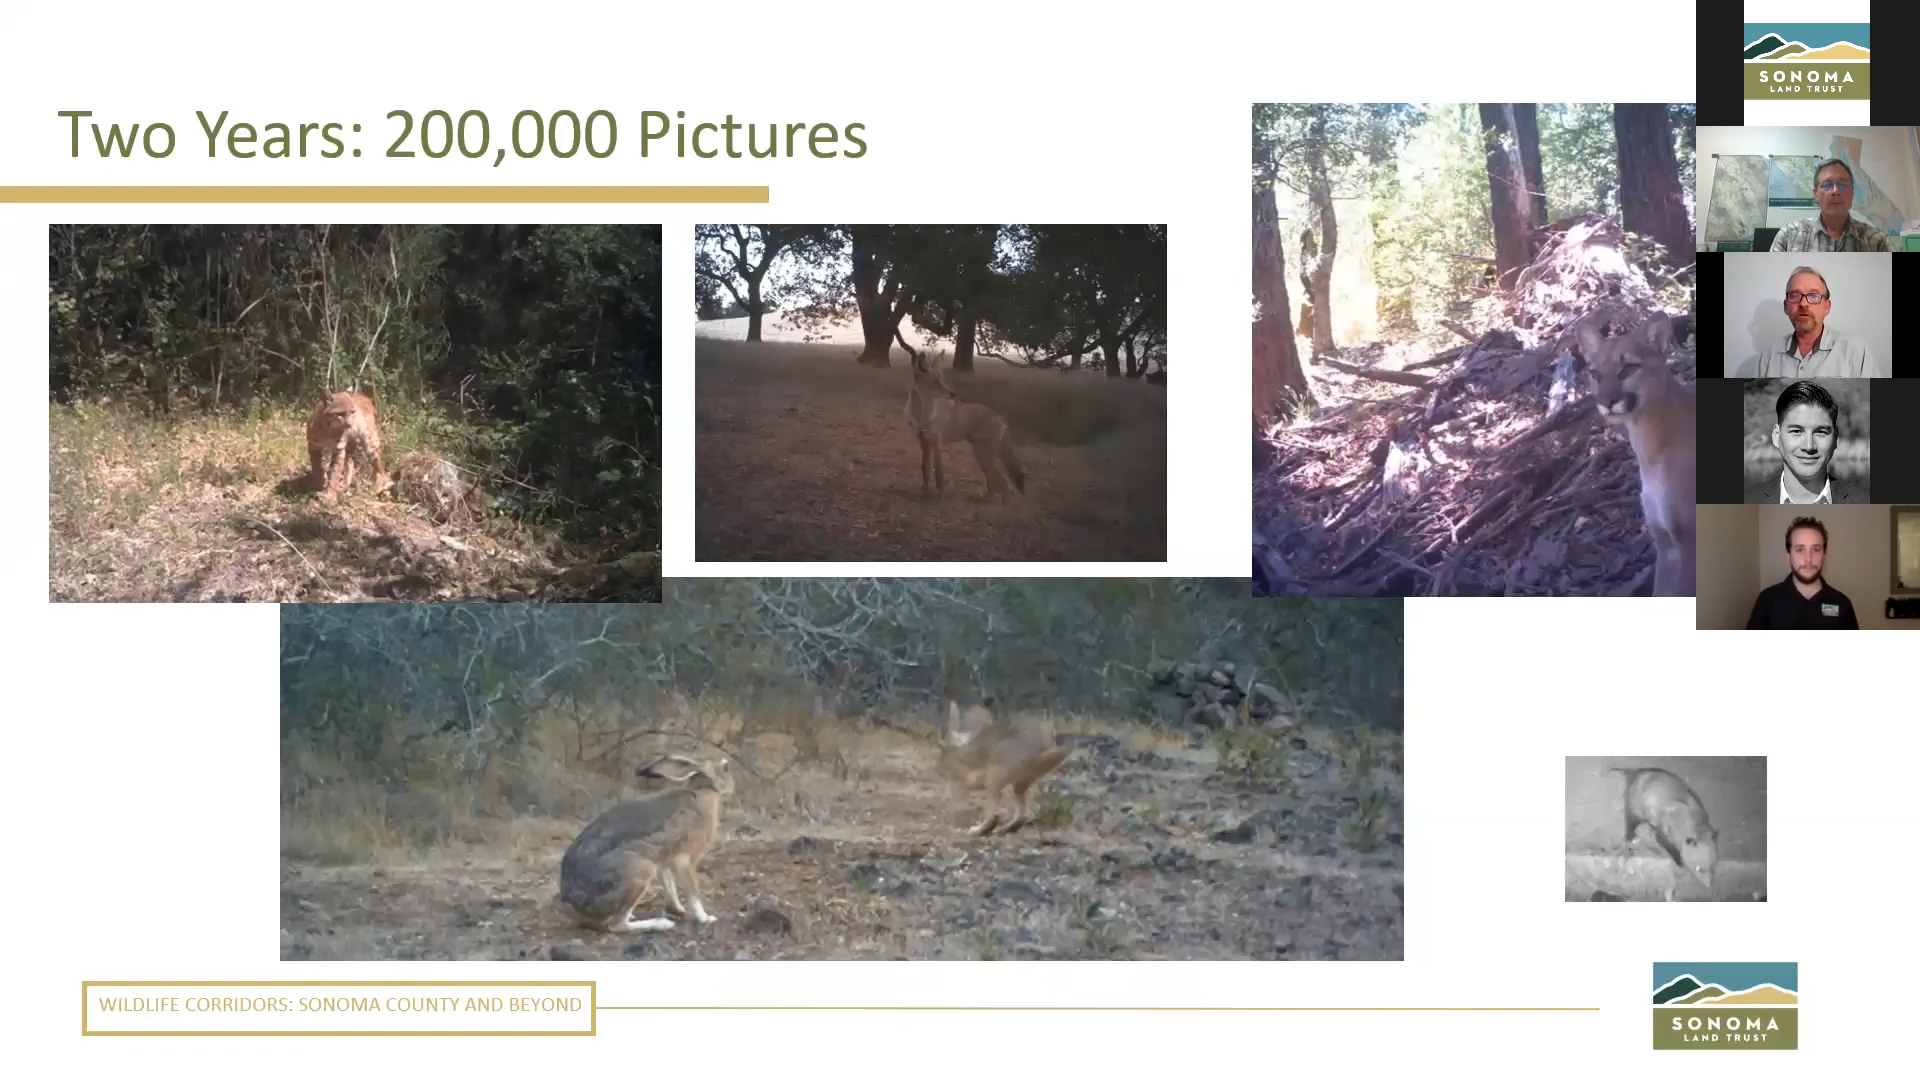 Two Years: 200,000 Pictures
SONOMA
LAND TRUST
WILDLIFE CORRIDORS: SONOMA COUNTY AND BEYOND
SONOMA
LAND TRUST